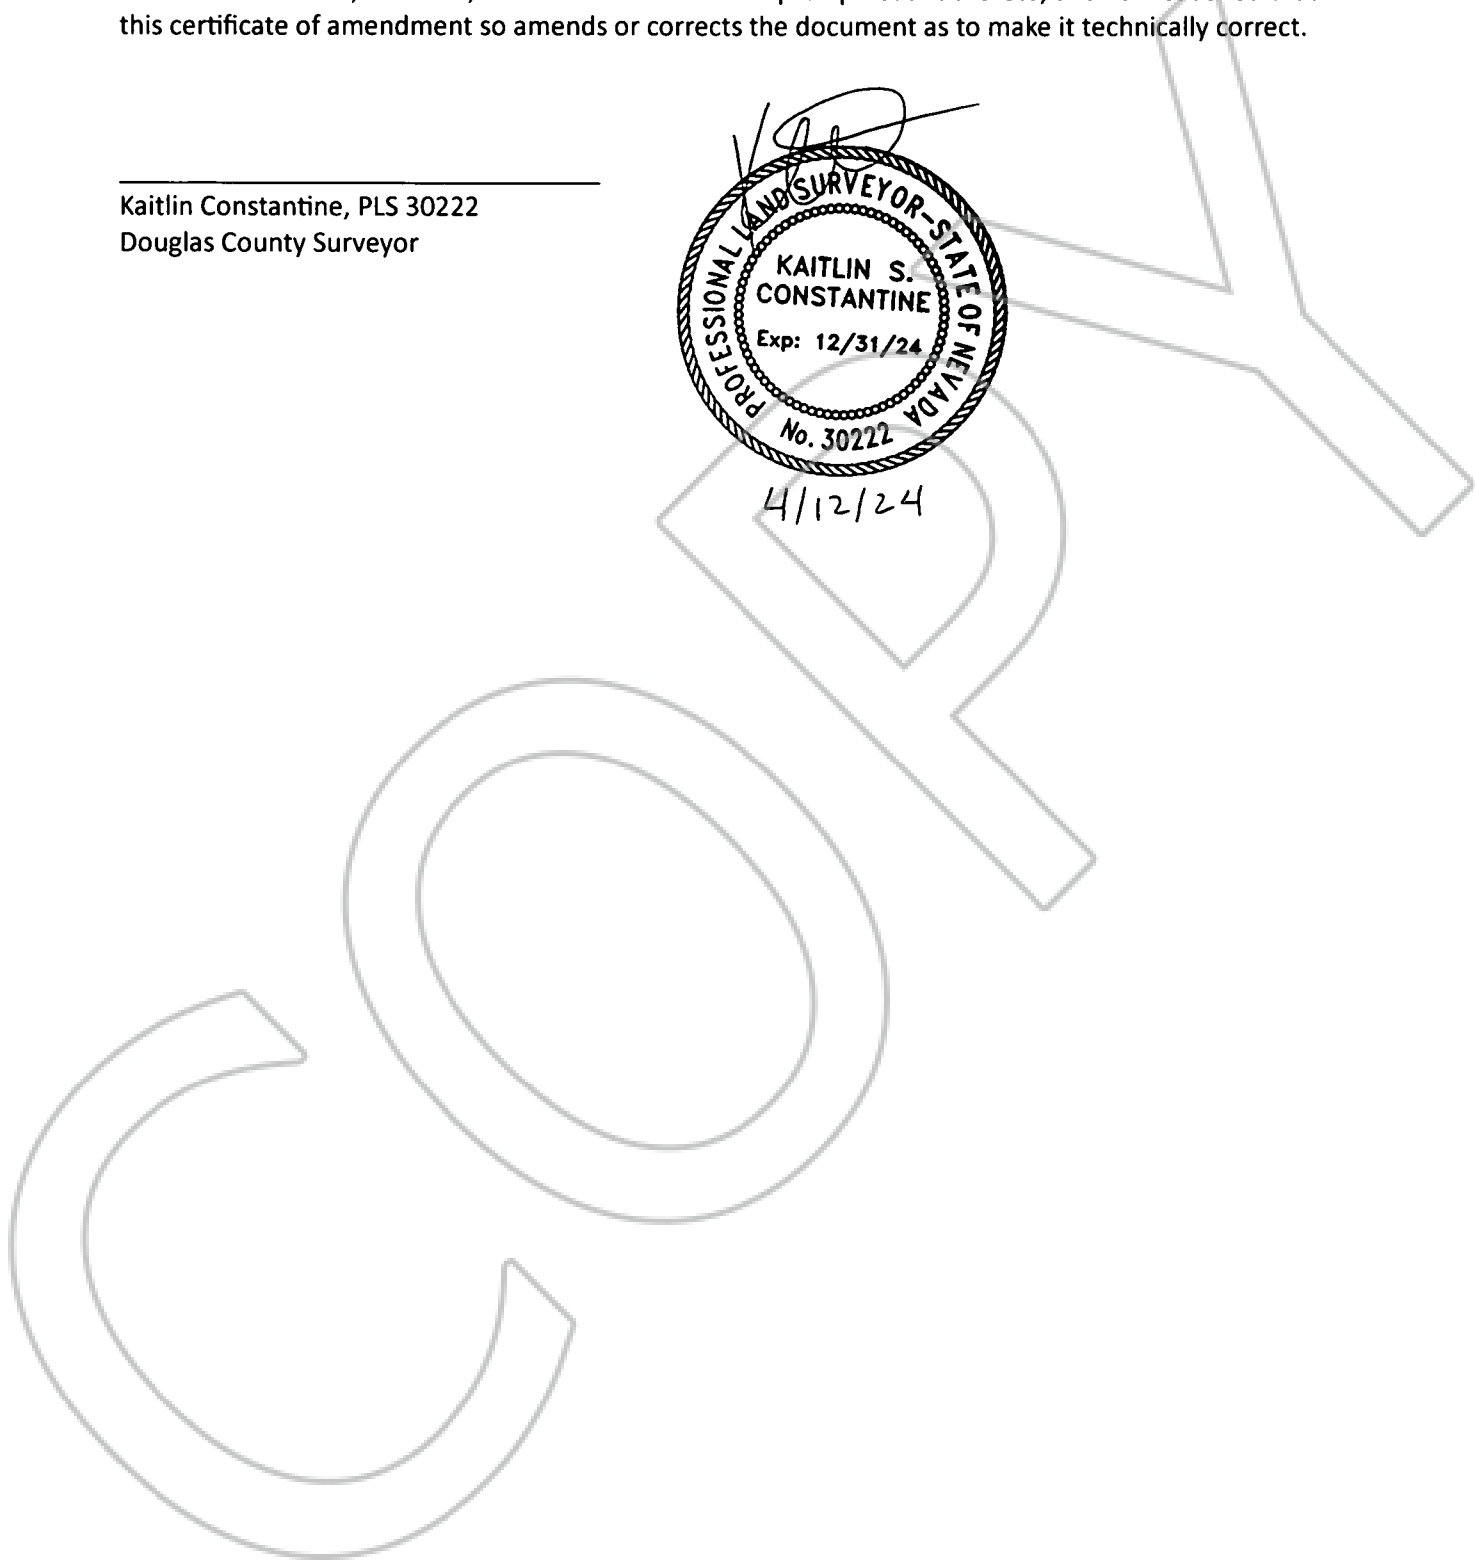 this certificate of amendment so amends or corrects the document as to make it technically correct.
Kaitlin Constantine, PLS 30222
Douglas County Surveyor
PROFESSIONAL LAND SURVEYOR-STATE OF NEVADA
KAITLIN S.
CONSTANTINE
Exp: 12/31/24
No. 30222
4/12/24
COPY